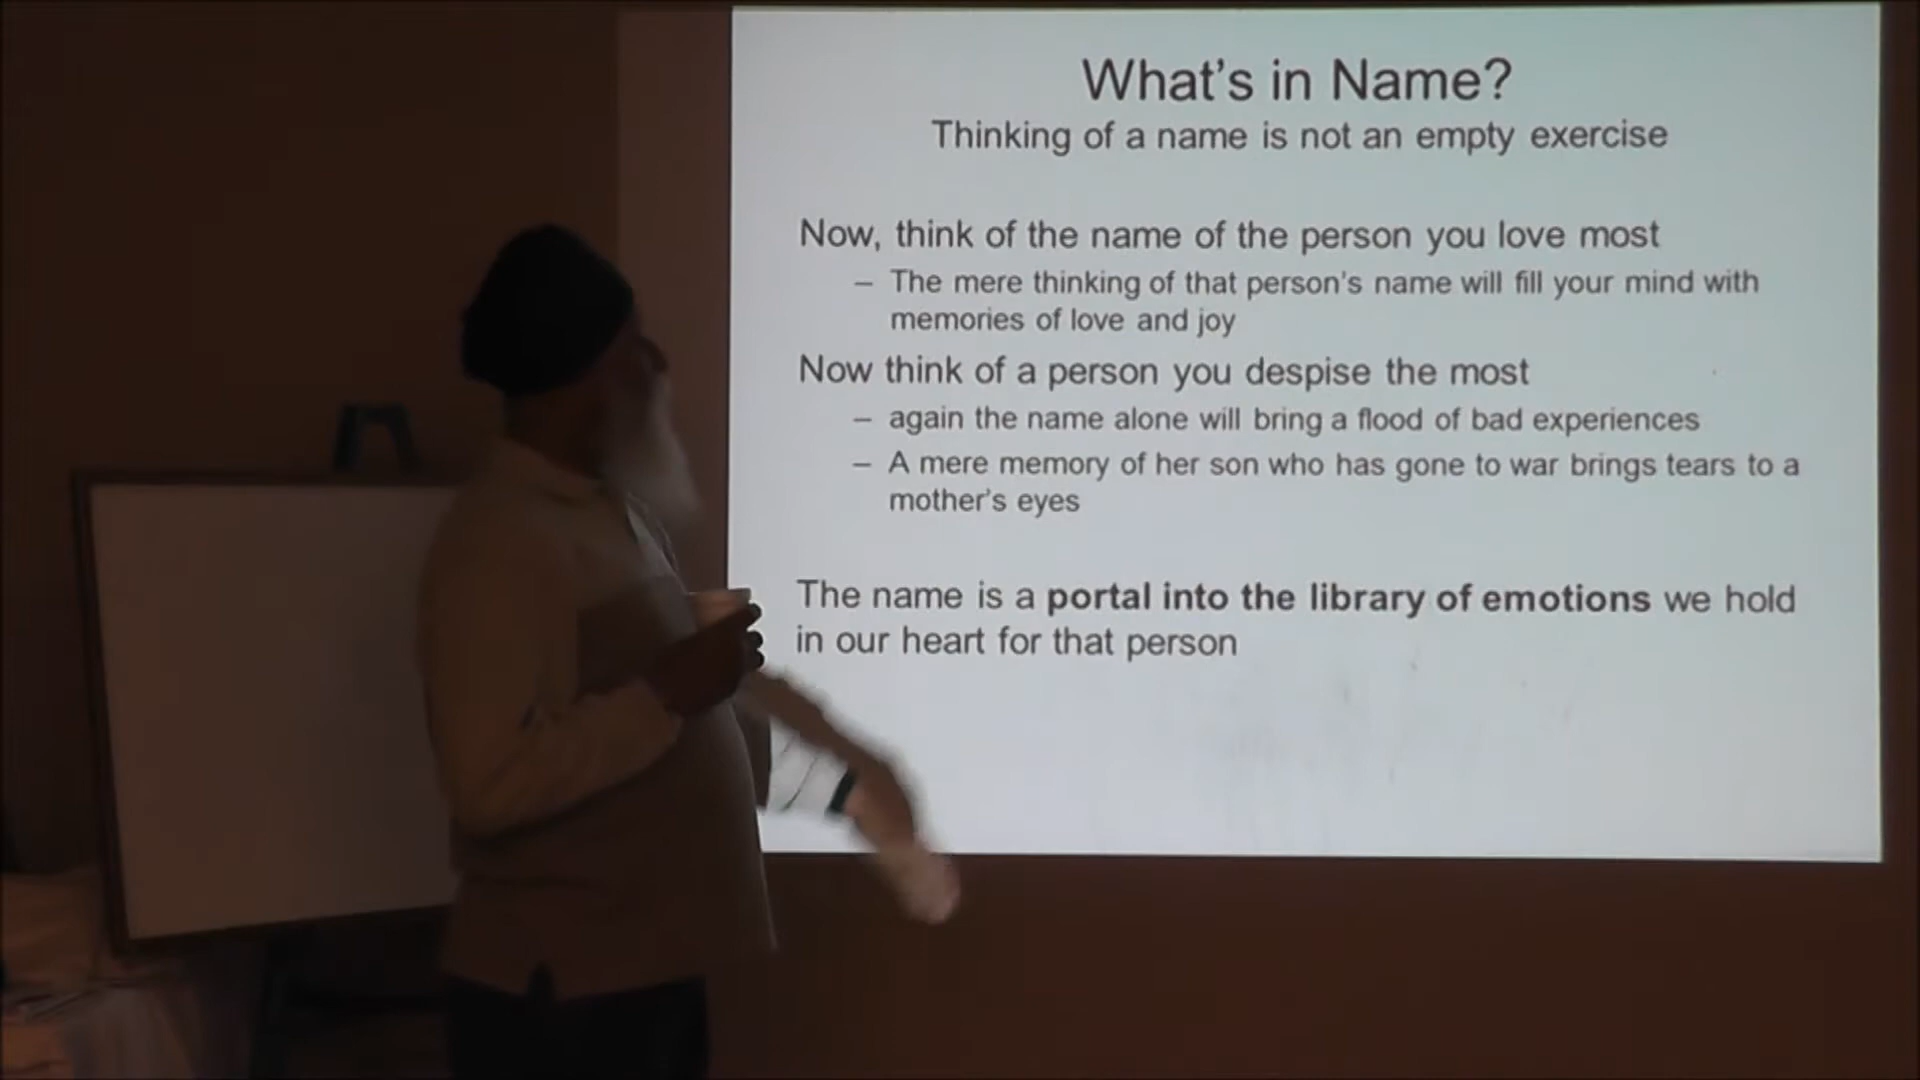 What's in Name?
Thinking of a name is not an empty exercise
Now, think of the name of the person you love most
– The mere thinking of that person's name will fill your mind with
memories of love and joy
Now think of a person you despise the most
– again the name alone will bring a flood of bad experiences
– A mere memory of her son who has gone to war brings tears to a
mother's eyes
The name is a portal into the library of emotions we hold
in our heart for that person